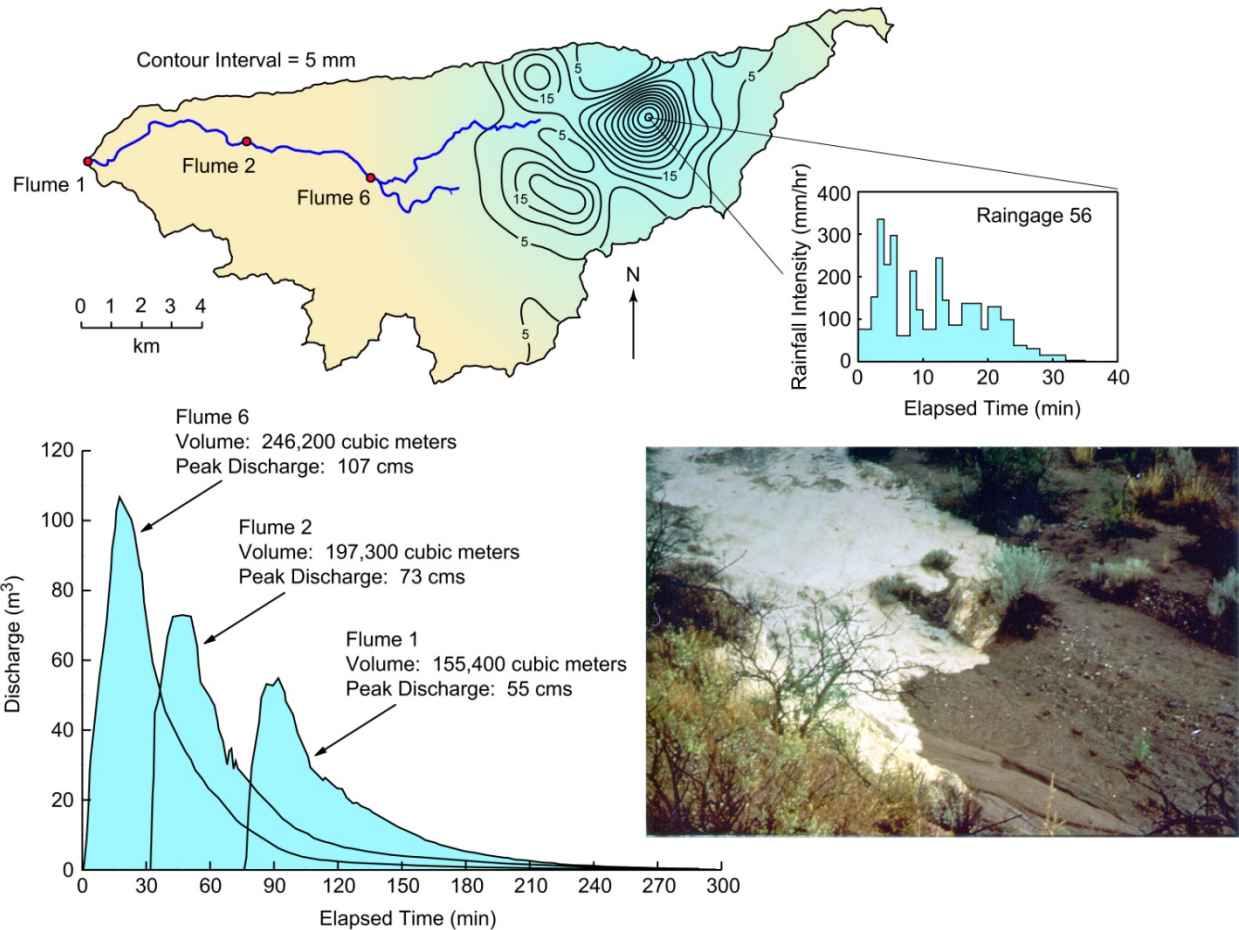 Contour Interval = 5 mm
5
5
5
15
15
15
5
5
Flume 1
Flume 2
Flume 6
0 1 2 3 4
km
N
Raingage 56
Rainfall Intensity (mm/hr)
400
300
200
100
0
0 10 20 30 40
Elapsed Time (min)
Flume 6
Volume: 246,200 cubic meters
Peak Discharge: 107 cms
Flume 2
Volume: 197,300 cubic meters
Peak Discharge: 73 cms
Flume 1
Volume: 155,400 cubic meters
Peak Discharge: 55 cms
Discharge (m³)
120
100
80
60
40
20
0
0 30 60 90 120 150 180 210 240 270 300
Elapsed Time (min)